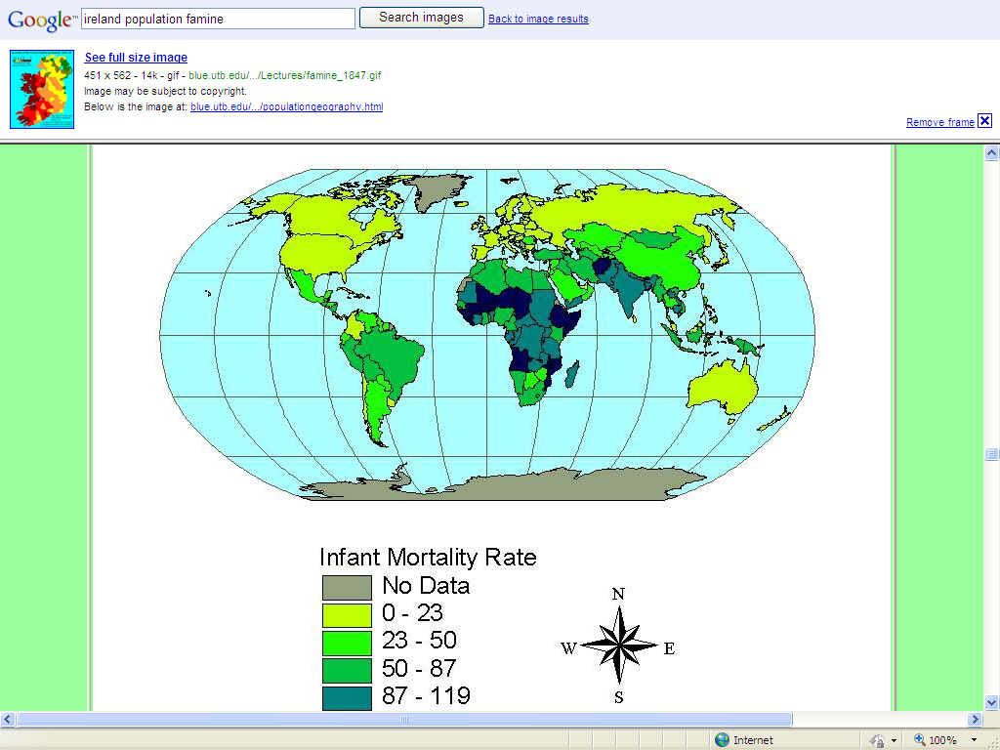 Google™ ireland population famine Search images Back to image results
See full size image
451 x 562 - 14k - gif - blue.utb.edu/.../Lectures/famine_1847.gif
Image may be subject to copyright.
Below is the image at: blue.utb.edu/.../populationgeography.html
Remove frame
Infant Mortality Rate
No Data
0 - 23
23 - 50
50 - 87
87 - 119
N
W E
S
Internet 100%